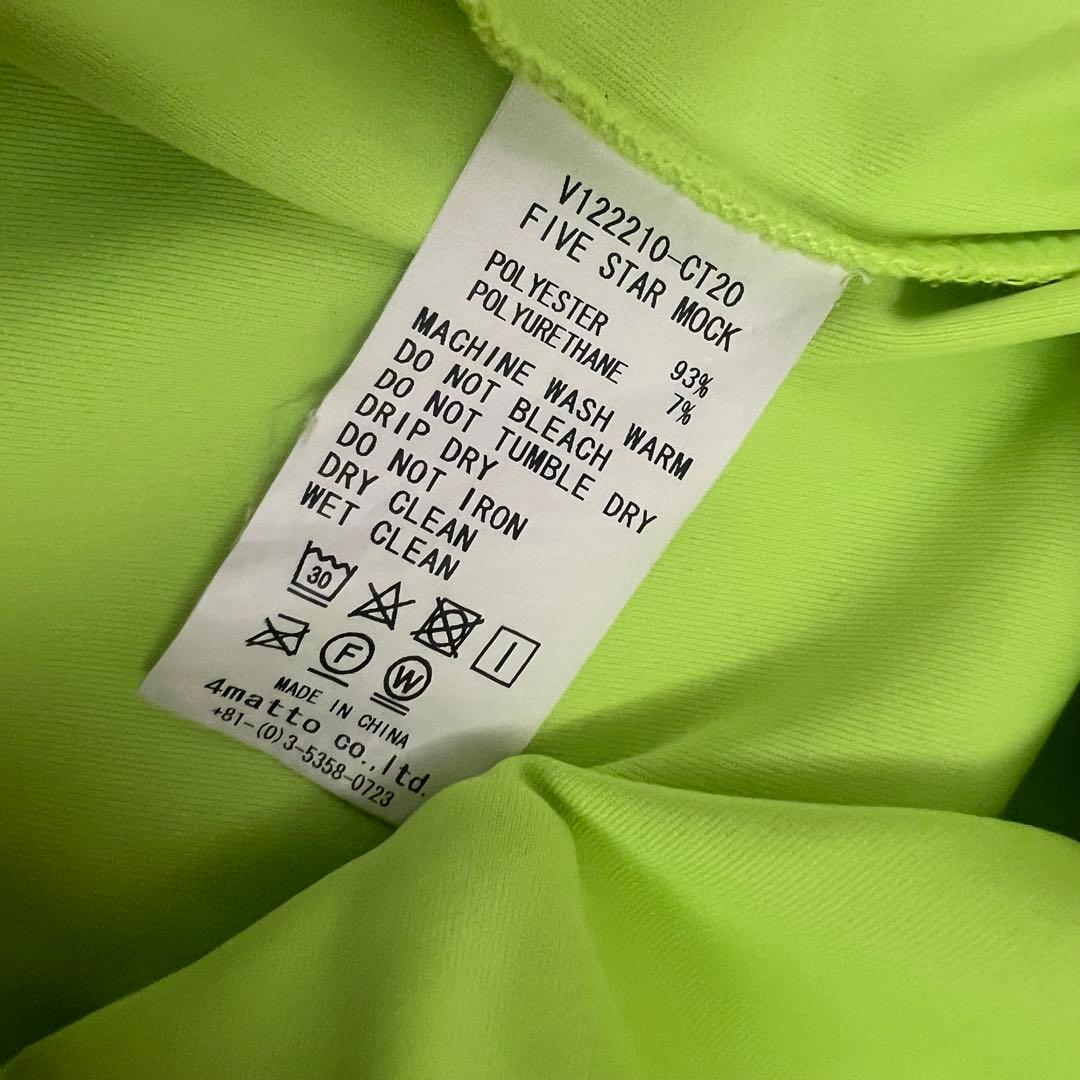 V122210-CT20
FIVE STAR MOCK
POLYESTER 93%
POLYURETHANE 7%
MACHINE WASH WARM
DO NOT BLEACH
DO NOT TUMBLE DRY
DRIP DRY
DO NOT IRON
DRY CLEAN
WET CLEAN
30
F W
MADE IN CHINA
4matto co.,ltd.
+81-(0)3-5358-0723